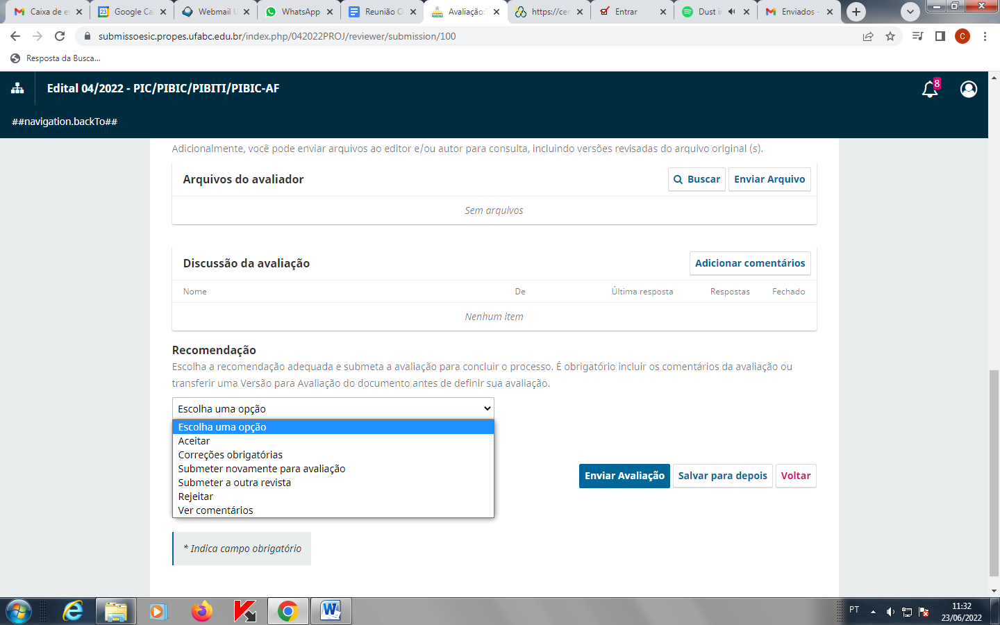 Caixa de e
Google Ca
Webmail U
WhatsApp
Reunião O
Avaliação:
https://cer
Entrar
Dust in
Enviados -
submissoesic.propes.ufabc.edu.br/index.php/042022PROJ/reviewer/submission/100
C
Resposta da Busca...
Edital 04/2022 - PIC/PIBIC/PIBITI/PIBIC-AF
8
##navigation.backTo##
Adicionalmente, você pode enviar arquivos ao editor e/ou autor para consulta, incluindo versões revisadas do arquivo original (s).
Arquivos do avaliador
Buscar
Enviar Arquivo
Sem arquivos
Discussão da avaliação
Adicionar comentários
Nome De Última resposta Respostas Fechado
Nenhum item
Recomendação
Escolha a recomendação adequada e submeta a avaliação para concluir o processo. É obrigatório incluir os comentários da avaliação ou
transferir uma Versão para Avaliação do documento antes de definir sua avaliação.
Escolha uma opção
Escolha uma opção
Aceitar
Correções obrigatórias
Submeter novamente para avaliação
Submeter a outra revista
Rejeitar
Ver comentários
Enviar Avaliação
Salvar para depois
Voltar
* Indica campo obrigatório
PT
11:32
23/06/2022